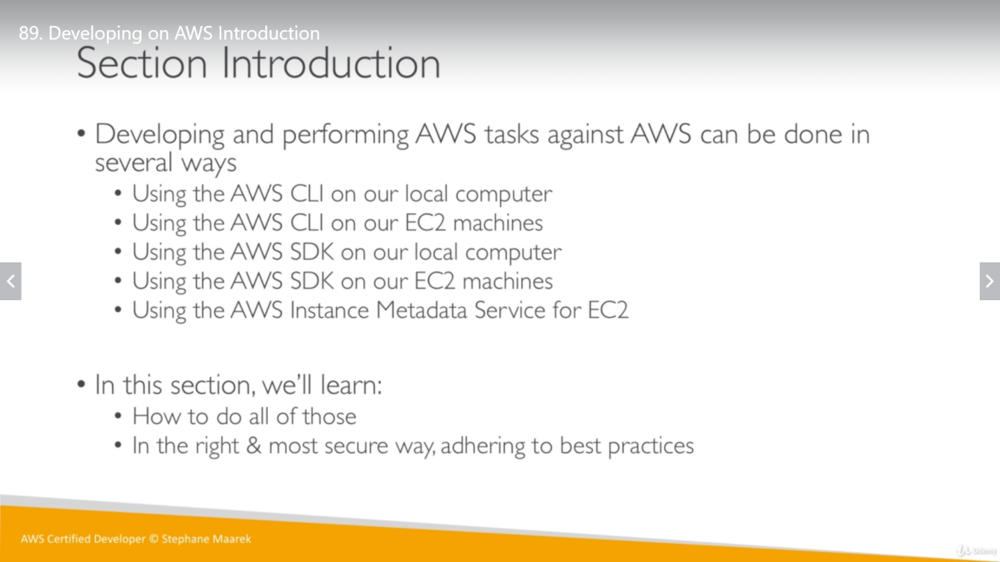 89. Developing on AWS Introduction
Section Introduction
• Developing and performing AWS tasks against AWS can be done in
several ways
• Using the AWS CLI on our local computer
• Using the AWS CLI on our EC2 machines
• Using the AWS SDK on our local computer
• Using the AWS SDK on our EC2 machines
• Using the AWS Instance Metadata Service for EC2
• In this section, we'll learn:
• How to do all of those
• In the right & most secure way, adhering to best practices
AWS Certified Developer © Stephane Maarek
Udemy